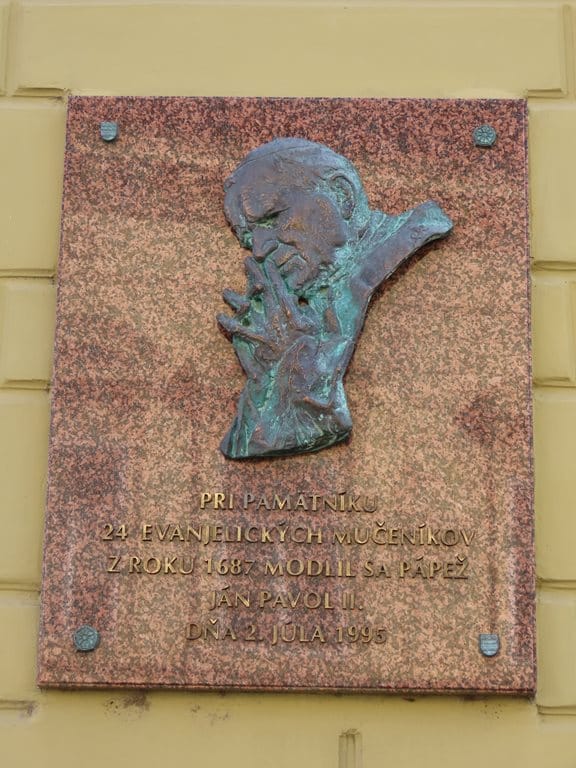 PRI PAMÄTNÍKU
24 EVANJELICKÝCH MUČENÍKOV
Z ROKU 1687 MODLIL SA PÁPEŽ
JÁN PAVOL II.
DŇA 2. JÚLA 1995